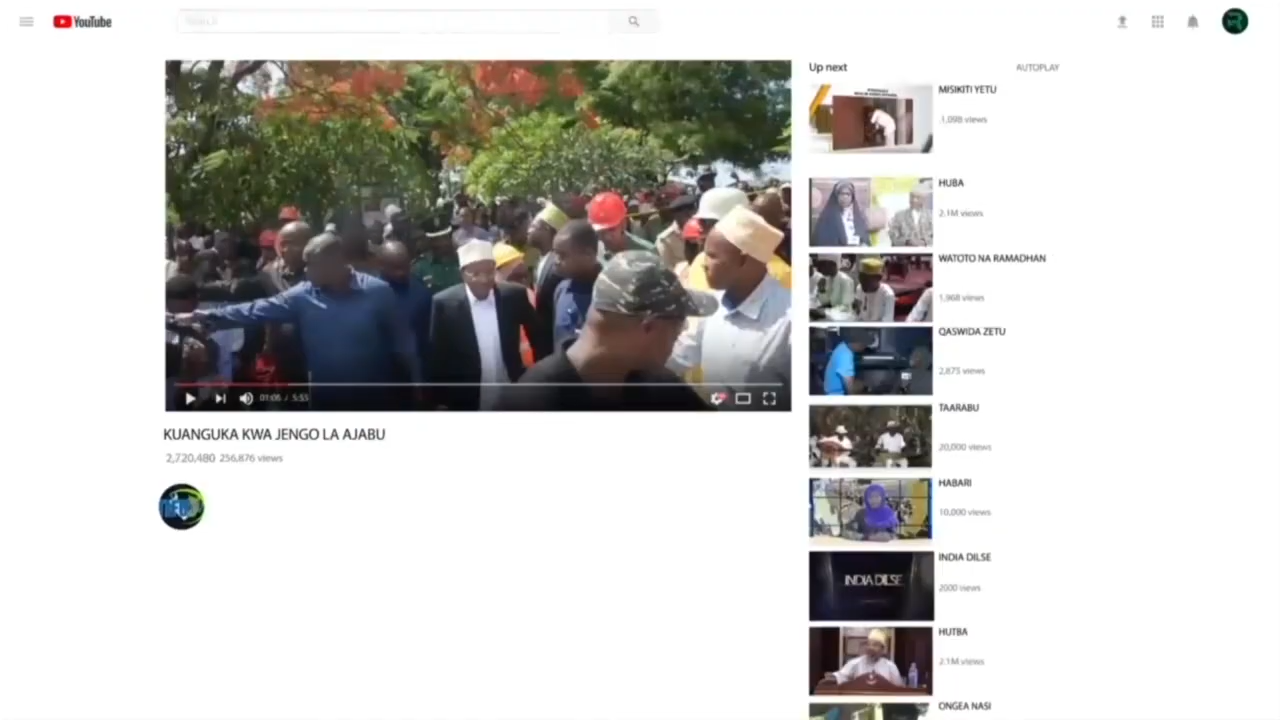 YouTube
Search
01:06 / 5:53
KUANGUKA KWA JENGO LA AJABU
2,720,480 256,876 views
Up next
AUTOPLAY
MISIKITI YETU
1,09B views
HUBA
2.1M views
WATOTO NA RAMADHAN
1,968 views
QASWIDA ZETU
2,875 views
TAARABU
20,000 views
HABARI
10,000 views
INDIA DILSE
INDIA DILSE
2000 views
HUTBA
2.1M views
ONGEA NASI